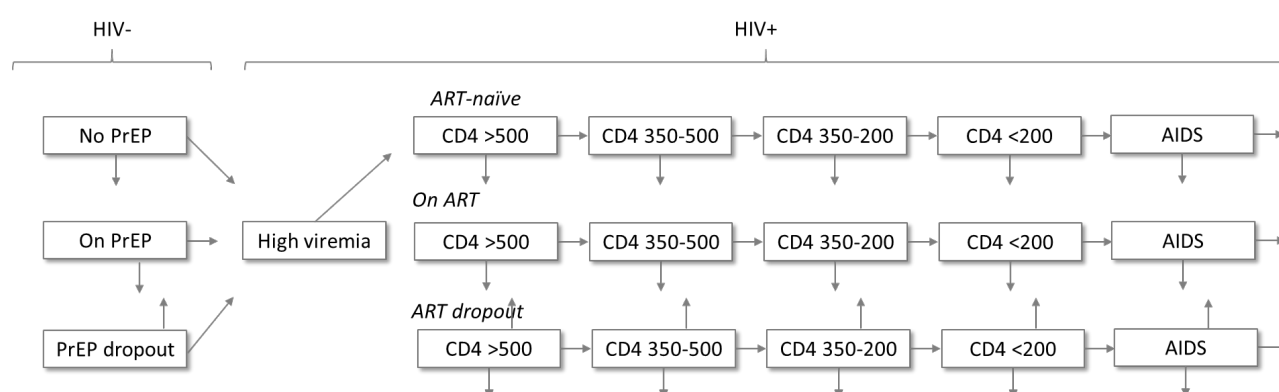 HIV-
HIV+
ART-naïve
No PrEP
CD4 >500
CD4 350-500
CD4 350-200
CD4 <200
AIDS
On ART
On PrEP
High viremia
CD4 >500
CD4 350-500
CD4 350-200
CD4 <200
AIDS
ART dropout
PrEP dropout
CD4 >500
CD4 350-500
CD4 350-200
CD4 <200
AIDS